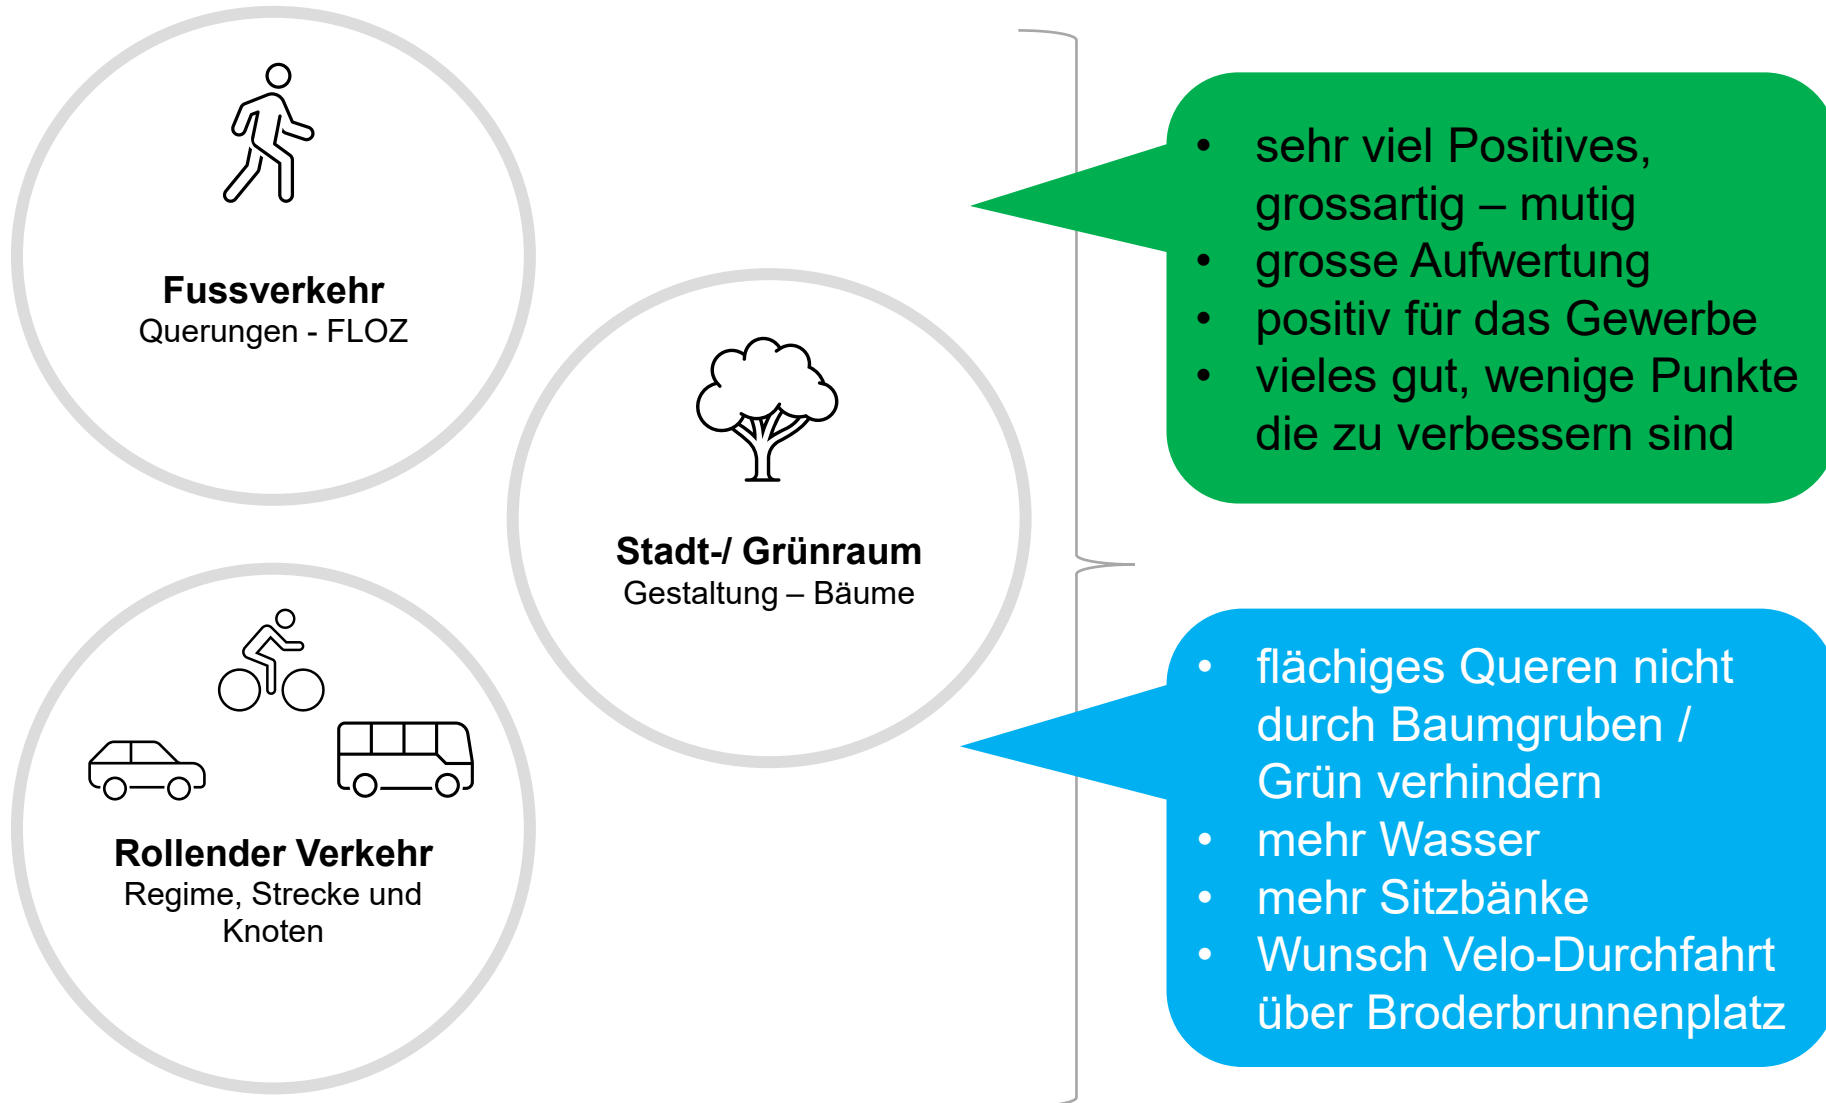 Fussverkehr
Querungen - FLOZ
Stadt-/ Grünraum
Gestaltung – Bäume
Rollender Verkehr
Regime, Strecke und
Knoten
• sehr viel Positives,
grossartig – mutig
• grosse Aufwertung
• positiv für das Gewerbe
• vieles gut, wenige Punkte
die zu verbessern sind
• flächiges Queren nicht
durch Baumgruben /
Grün verhindern
• mehr Wasser
• mehr Sitzbänke
• Wunsch Velo-Durchfahrt
über Broderbrunnenplatz